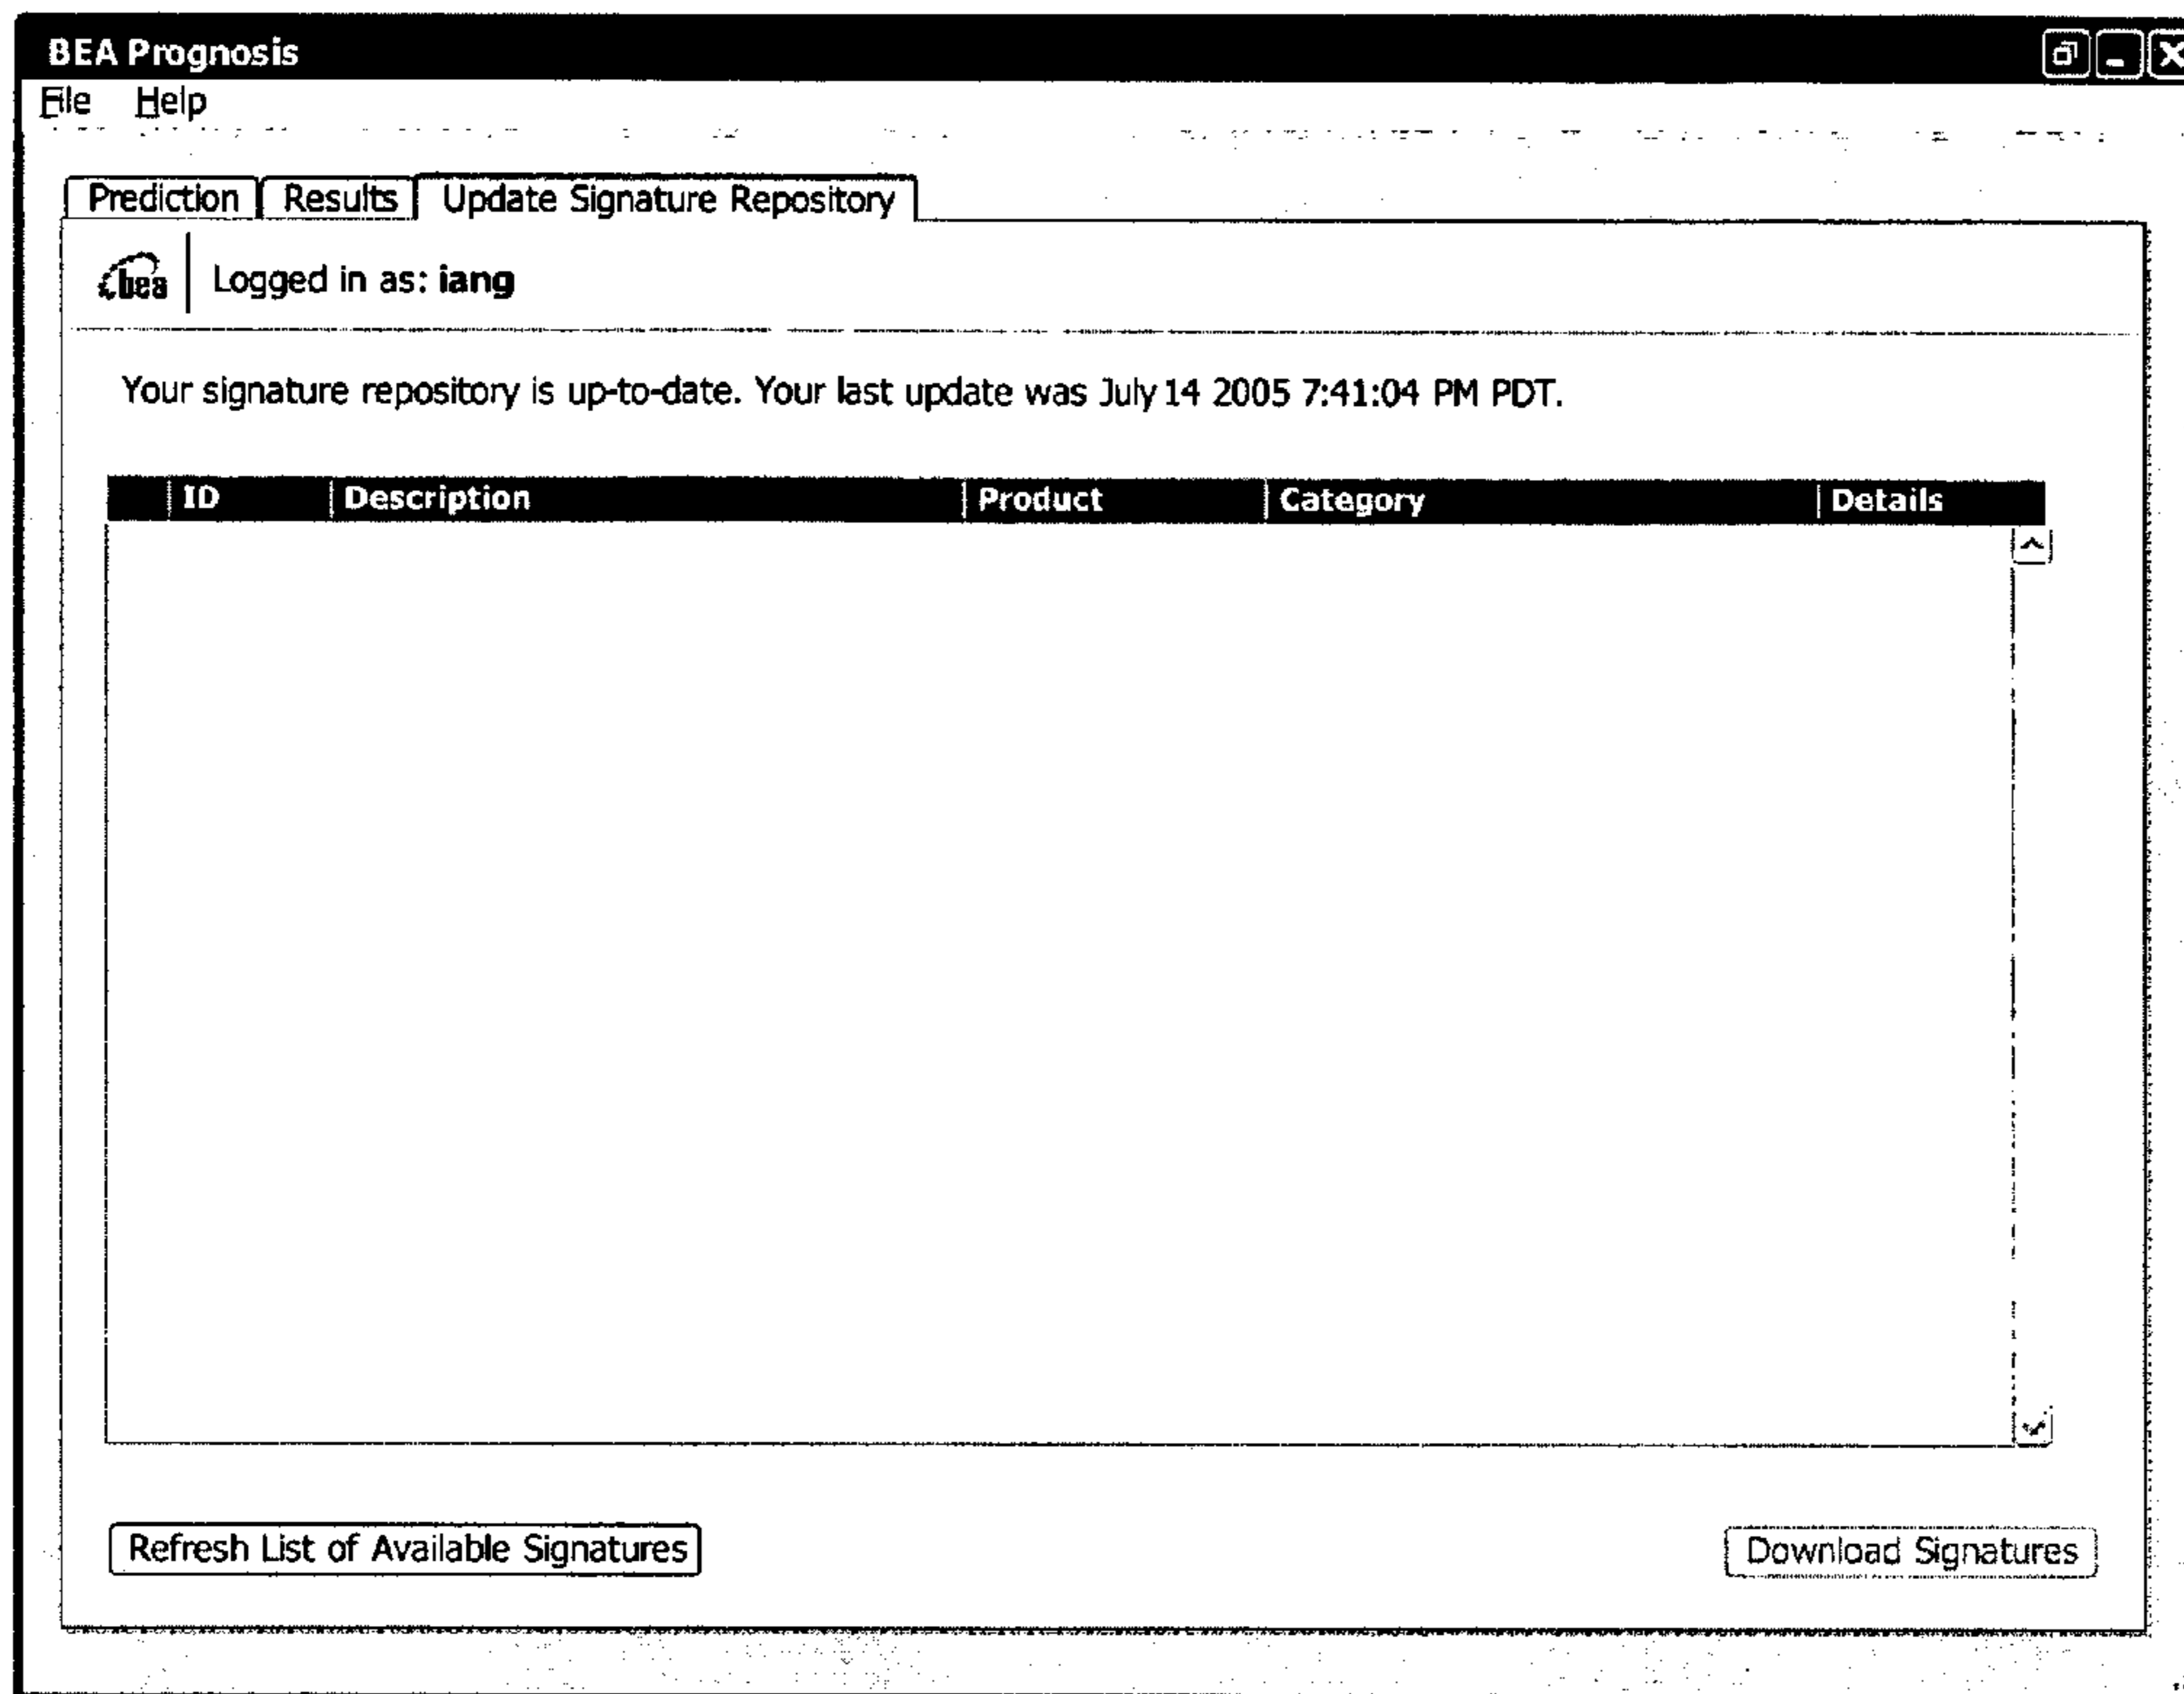 BEA Prognosis
File Help
Prediction Results Update Signature Repository
bea Logged in as: iang
Your signature repository is up-to-date. Your last update was July 14 2005 7:41:04 PM PDT.
ID Description Product Category Details
Refresh List of Available Signatures Download Signatures